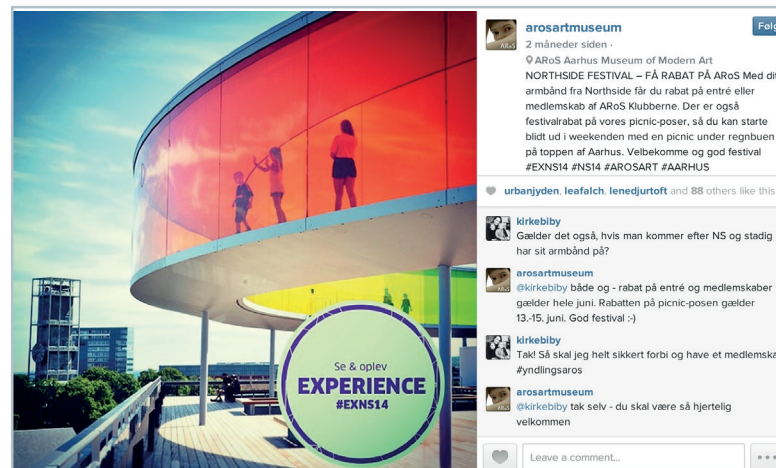 arosartmuseum
Følg
2 måneder siden ·
ARoS Aarhus Museum of Modern Art
NORTHSIDE FESTIVAL – FÅ RABAT PÅ ARoS Med dit
armbånd fra Northside får du rabat på entré eller
medlemskab af ARoS Klubberne. Der er også
festivalrabat på vores picnic-poser, så du kan starte
blidt ud i weekenden med en picnic under regnbuen
på toppen af Aarhus. Velbekomme og god festival
#EXNS14 #NS14 #AROSART #AARHUS
urbanjyden, leafalch, lenedjurtoft and 88 others like this
kirkebiby
Gælder det også, hvis man kommer efter NS og stadig
har sit armbånd på?
arosartmuseum
@kirkebiby både og - rabat på entré og medlemskaber
gælder hele juni. Rabatten på picnic-posen gælder
13.-15. juni. God festival :-)
kirkebiby
Tak! Så skal jeg helt sikkert forbi og have et medlemska
#yndlingsaros
arosartmuseum
@kirkebiby tak selv - du skal være så hjertelig
velkommen
Leave a comment...
Se & oplev
EXPERIENCE
#EXNS14